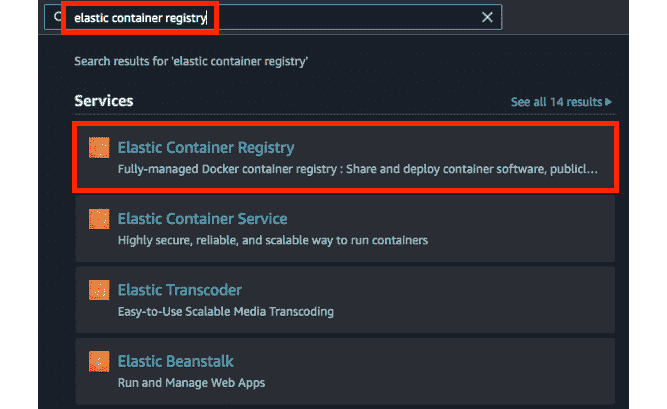 elastic container registry
Search results for 'elastic container registry'
Services
See all 14 results
Elastic Container Registry
Fully-managed Docker container registry : Share and deploy container software, publicl...
Elastic Container Service
Highly secure, reliable, and scalable way to run containers
Elastic Transcoder
Easy-to-Use Scalable Media Transcoding
Elastic Beanstalk
Run and Manage Web Apps